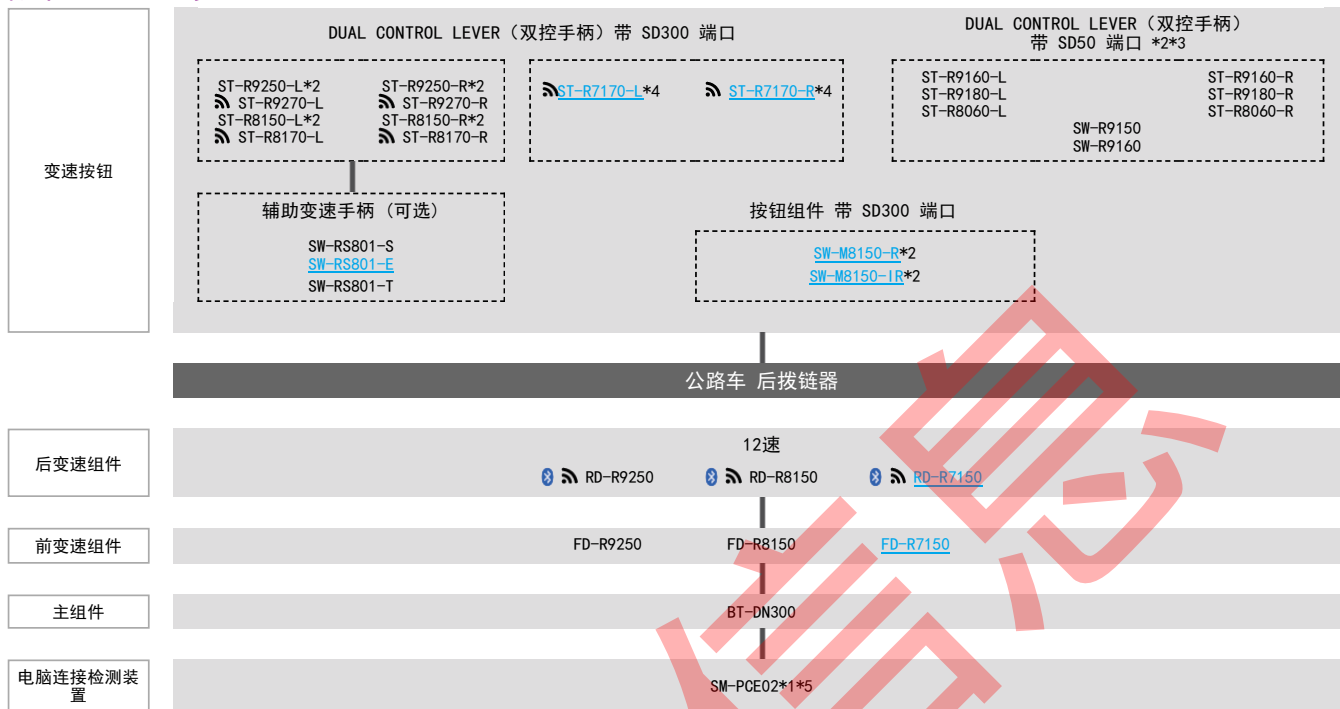 DUAL CONTROL LEVER（双控手柄）带 SD300 端口
DUAL CONTROL LEVER（双控手柄）
带 SD50 端口 *2*3
ST-R9250-L*2 ST-R9250-R*2
ST-R9270-L ST-R9270-R
ST-R8150-L*2 ST-R8150-R*2
ST-R8170-L ST-R8170-R
ST-R7170-L*4 ST-R7170-R*4
ST-R9160-L ST-R9160-R
ST-R9180-L ST-R9180-R
ST-R8060-L ST-R8060-R
SW-R9150
SW-R9160
变速按钮
辅助变速手柄 (可选)
SW-RS801-S
SW-RS801-E
SW-RS801-T
按钮组件 带 SD300 端口
SW-M8150-R*2
SW-M8150-IR*2
公路车 后拨链器
后变速组件
12速
RD-R9250 RD-R8150 RD-R7150
前变速组件
FD-R9250 FD-R8150 FD-R7150
主组件
BT-DN300
电脑连接检测装
置
SM-PCE02*1*5
信息